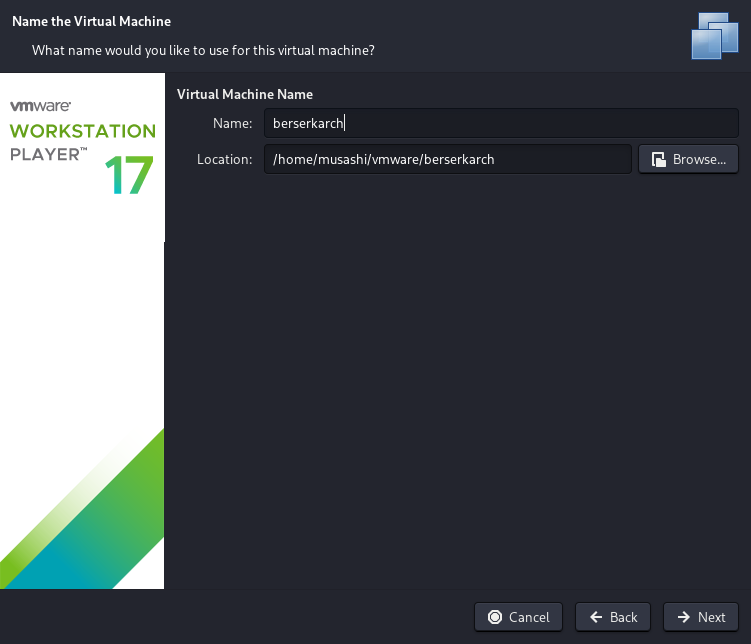 Name the Virtual Machine
What name would you like to use for this virtual machine?
vmware®
WORKSTATION
PLAYER™
17
Virtual Machine Name
Name: berserkarch
Location: /home/musashi/vmware/berserkarch Browse...
Cancel Back Next